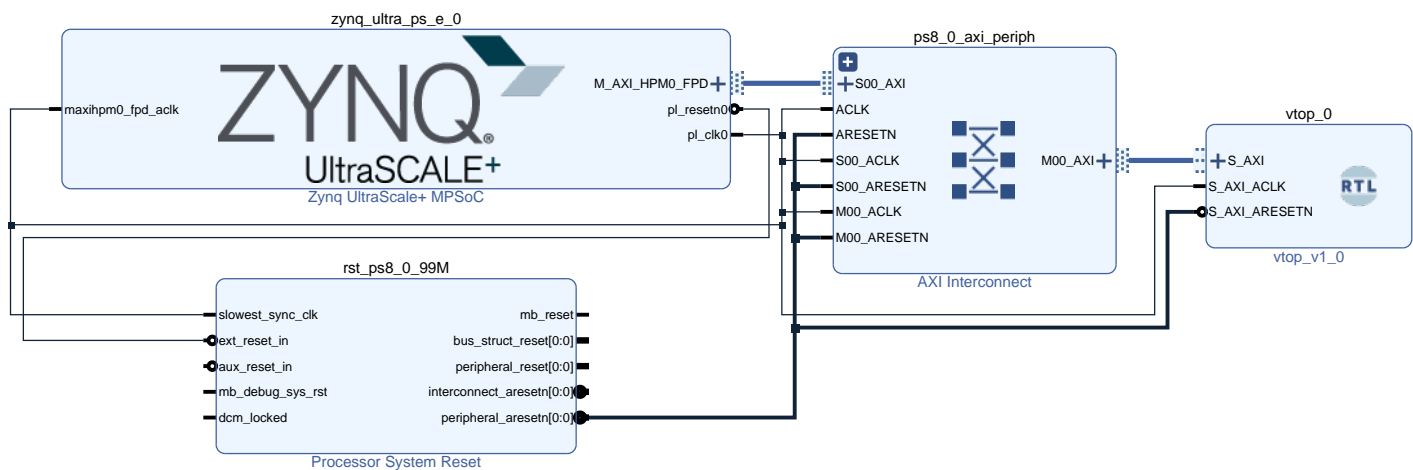 zynq_ultra_ps_e_0
maxihpm0_fpd_aclk
ZYNQ®
UltraSCALE+
M_AXI_HPM0_FPD
pl_resetn0
pl_clk0
Zynq UltraScale+ MPSoC
ps8_0_axi_periph
S00_AXI
ACLK
ARESETN
S00_ACLK
S00_ARESETN
M00_ACLK
M00_ARESETN
M00_AXI
AXI Interconnect
vtop_0
S_AXI
S_AXI_ACLK
S_AXI_ARESETN
RTL
vtop_v1_0
rst_ps8_0_99M
slowest_sync_clk
ext_reset_in
aux_reset_in
mb_debug_sys_rst
dcm_locked
mb_reset
bus_struct_reset[0:0]
peripheral_reset[0:0]
interconnect_aresetn[0:0]
peripheral_aresetn[0:0]
Processor System Reset